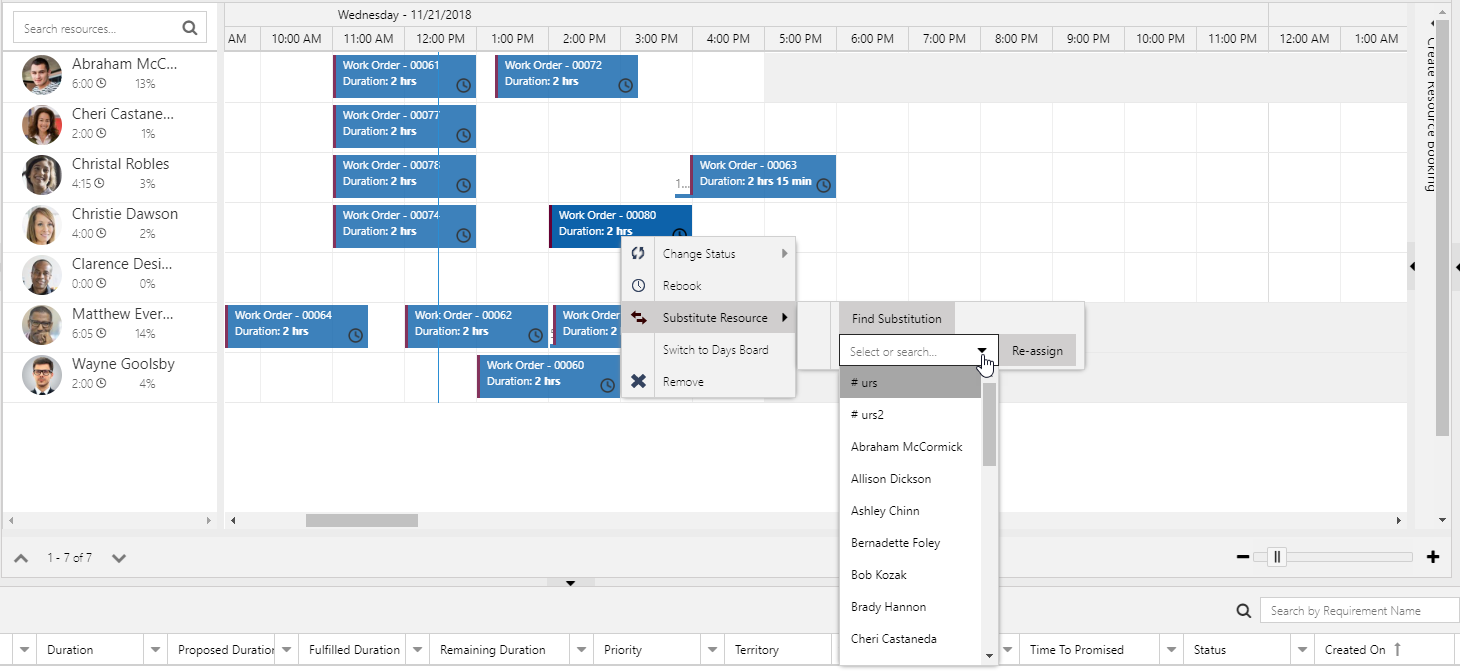 Wednesday - 11/21/2018
Search resources...
AM 10:00 AM 11:00 AM 12:00 PM 1:00 PM 2:00 PM 3:00 PM 4:00 PM 5:00 PM 6:00 PM 7:00 PM 8:00 PM 9:00 PM 10:00 PM 11:00 PM 12:00 AM 1:00 AM
Create Resource Booking
Abraham McC...
6:00 13%
Work Order - 00061
Duration: 2 hrs
Work Order - 00072
Duration: 2 hrs
Cheri Castane...
2:00 1%
Work Order - 00077
Duration: 2 hrs
Christal Robles
4:15 3%
Work Order - 00078
Duration: 2 hrs
1...
Work Order - 00063
Duration: 2 hrs 15 min
Christie Dawson
4:00 2%
Work Order - 00074
Duration: 2 hrs
Work Order - 00080
Duration: 2 hrs
Clarence Desi...
0:00 0%
Matthew Ever...
6:05 14%
Work Order - 00064
Duration: 2 hrs
Work Order - 00062
Duration: 2 hrs
Work Order
Duration: 2
Wayne Goolsby
2:00 4%
Work Order - 00060
Duration: 2 hrs
Change Status
Rebook
Substitute Resource
Switch to Days Board
Remove
Find Substitution
Select or search...
Re-assign
# urs
# urs2
Abraham McCormick
Allison Dickson
Ashley Chinn
Bernadette Foley
Bob Kozak
Brady Hannon
Cheri Castaneda
1 - 7 of 7
Search by Requirement Name
Duration Proposed Duration Fulfilled Duration Remaining Duration Priority Territory Time To Promised Status Created On